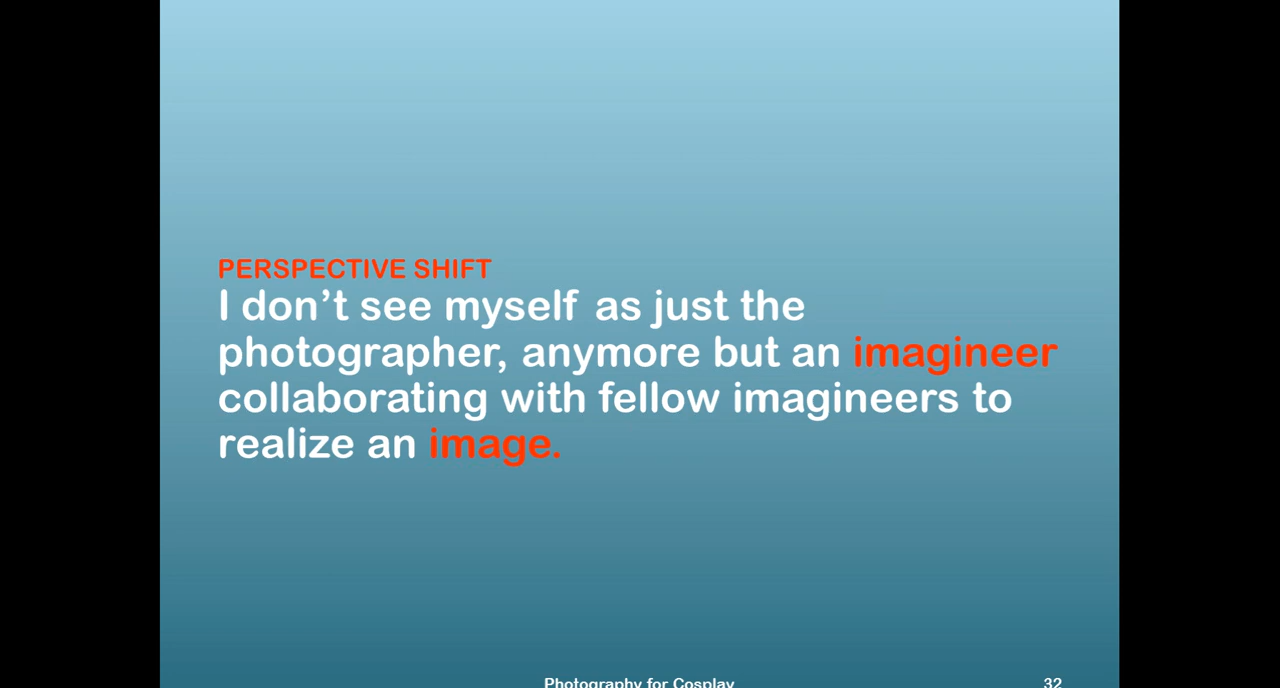 PERSPECTIVE SHIFT
I don’t see myself as just the
photographer, anymore but an imagineer
collaborating with fellow imagineers to
realize an image.
Photography for Cosplay
32